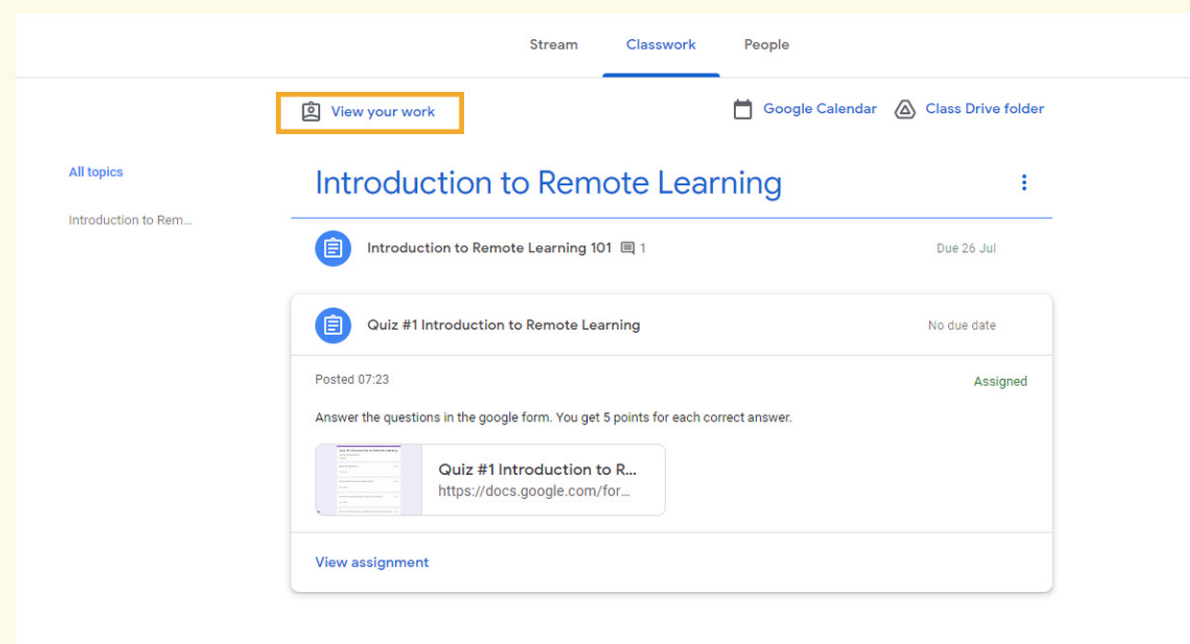 Stream Classwork People
View your work Google Calendar Class Drive folder
All topics
Introduction to Remote Learning
Introduction to Rem...
Introduction to Remote Learning 101 1 Due 26 Jul
Quiz #1 Introduction to Remote Learning No due date
Posted 07:23 Assigned
Answer the questions in the google form. You get 5 points for each correct answer.
Quiz #1 Introduction to R...
https://docs.google.com/for...
View assignment